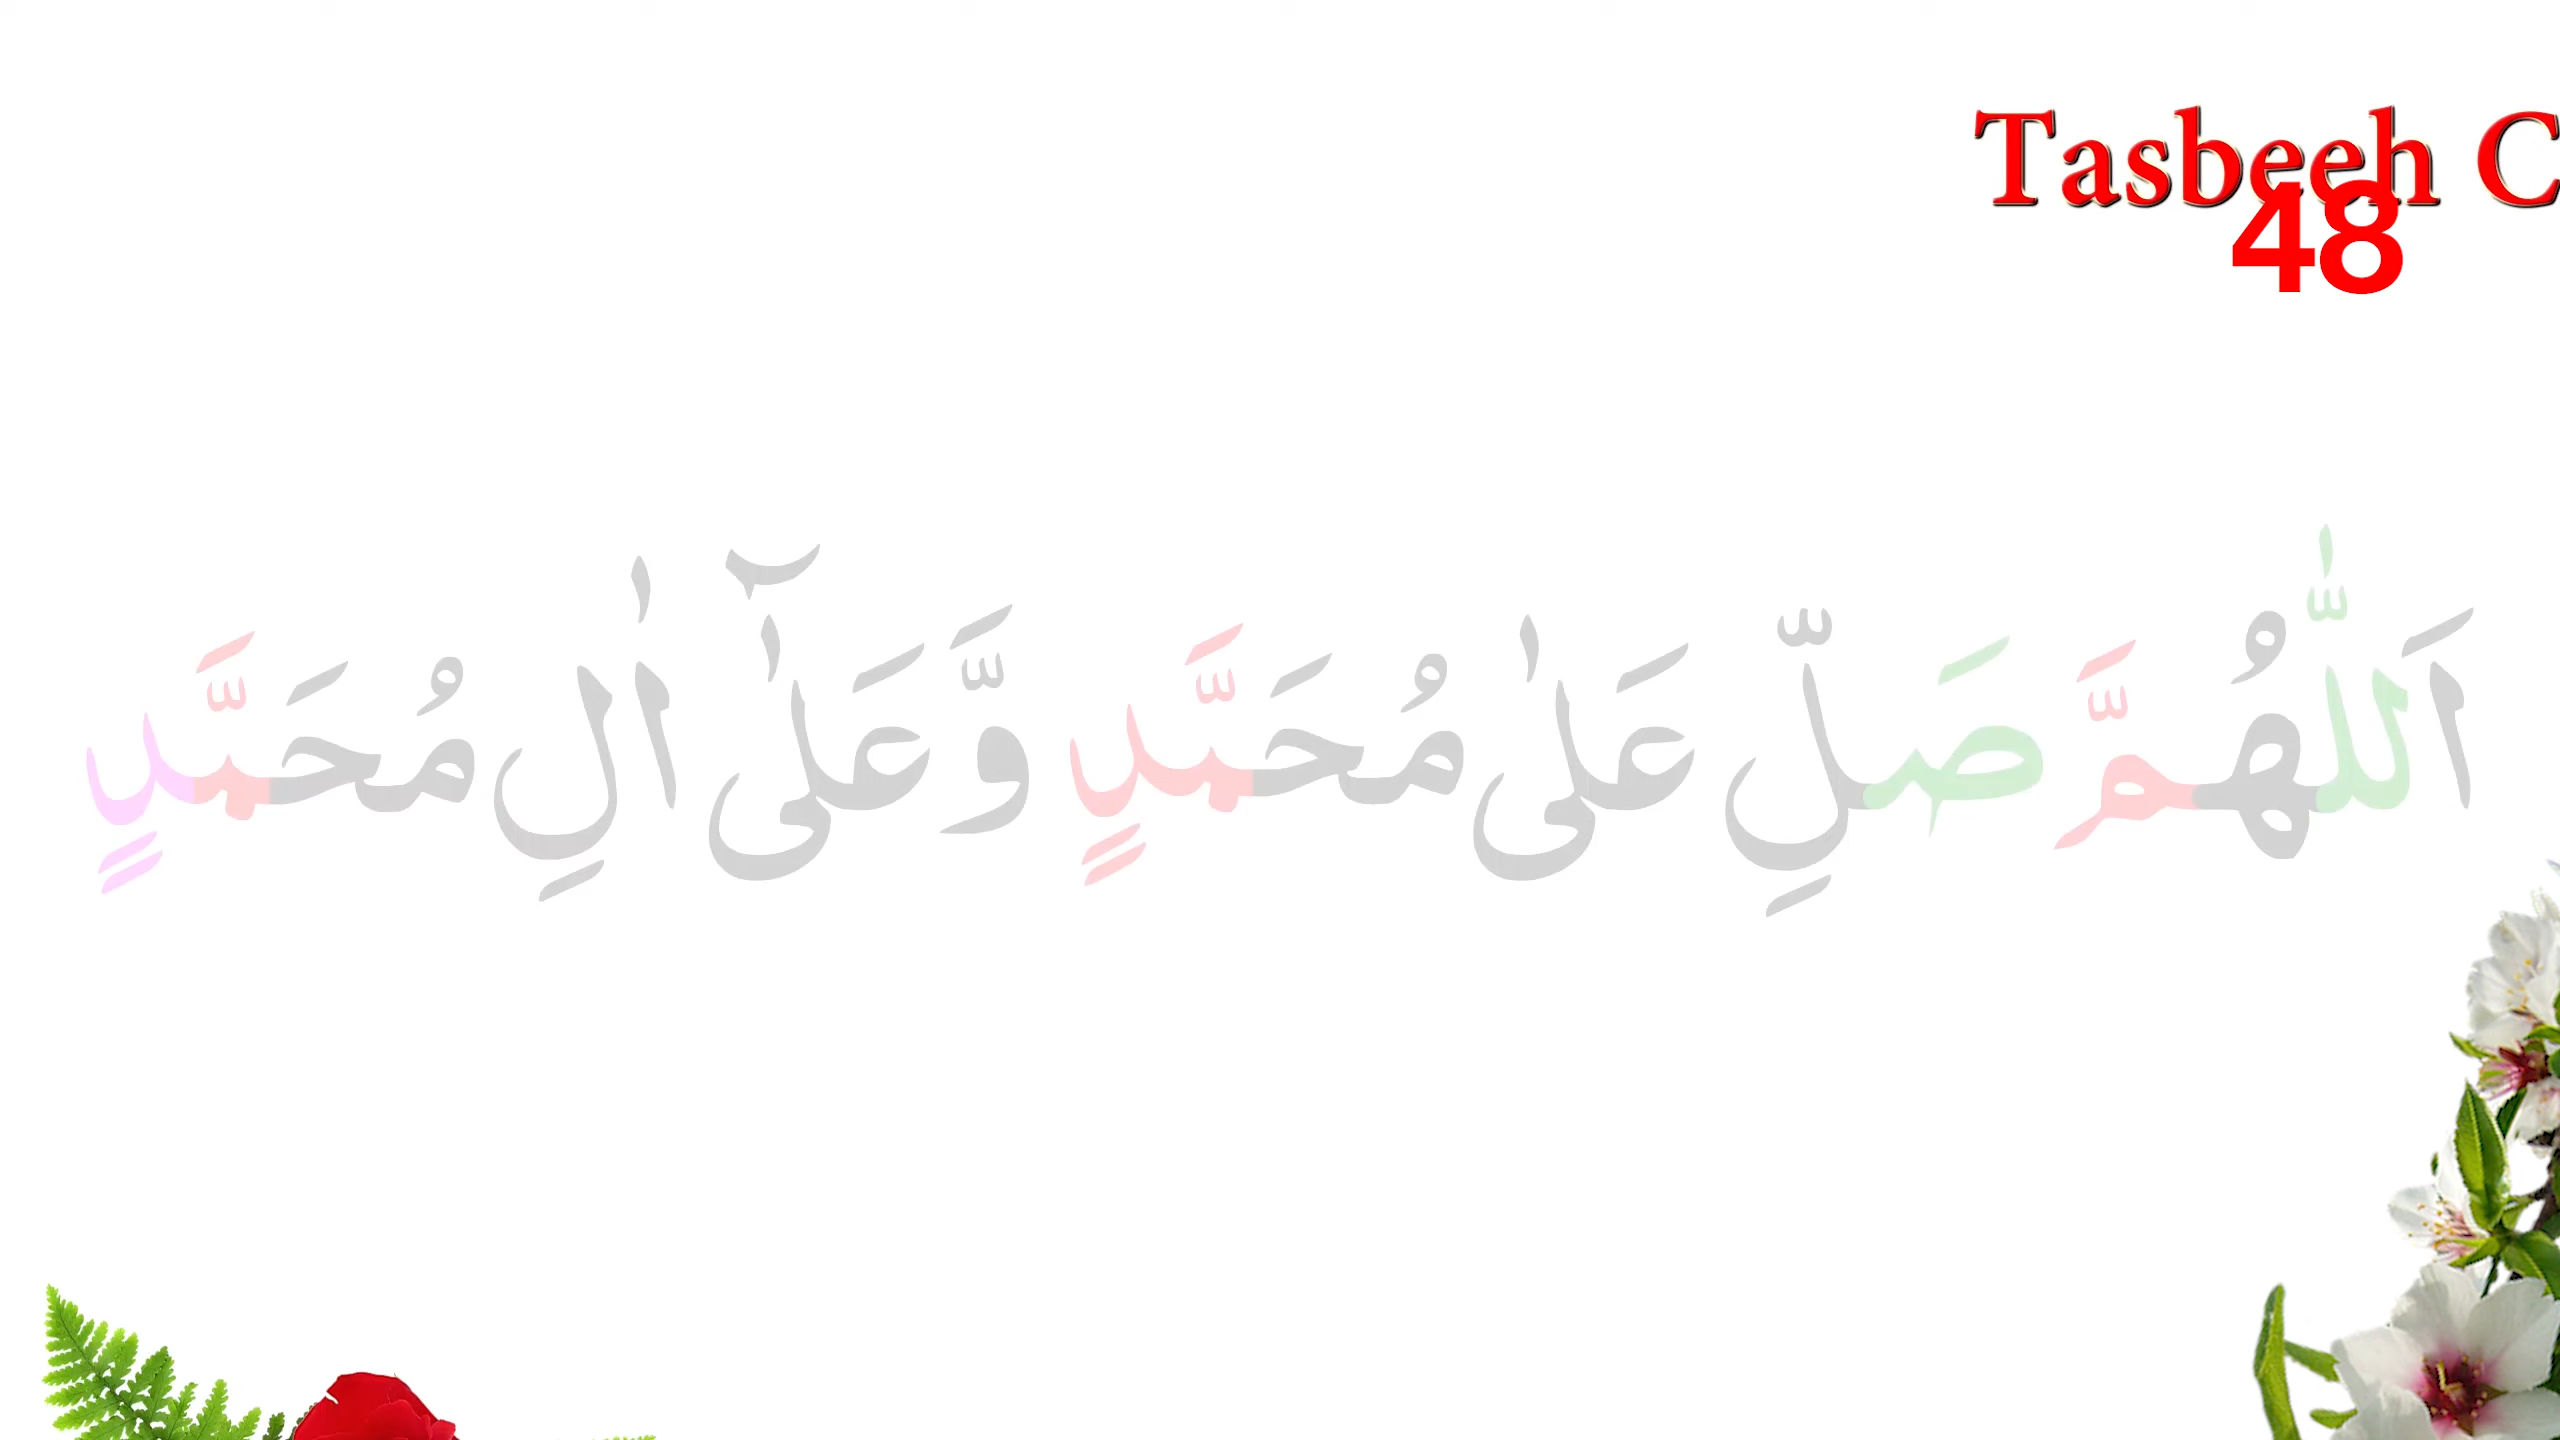 Tasbeeh C
48
اَللّٰهُمَّ صَلِّ عَلٰى مُحَمَّدٍ وَّعَلٰٓى اٰلِ مُحَمَّدٍ